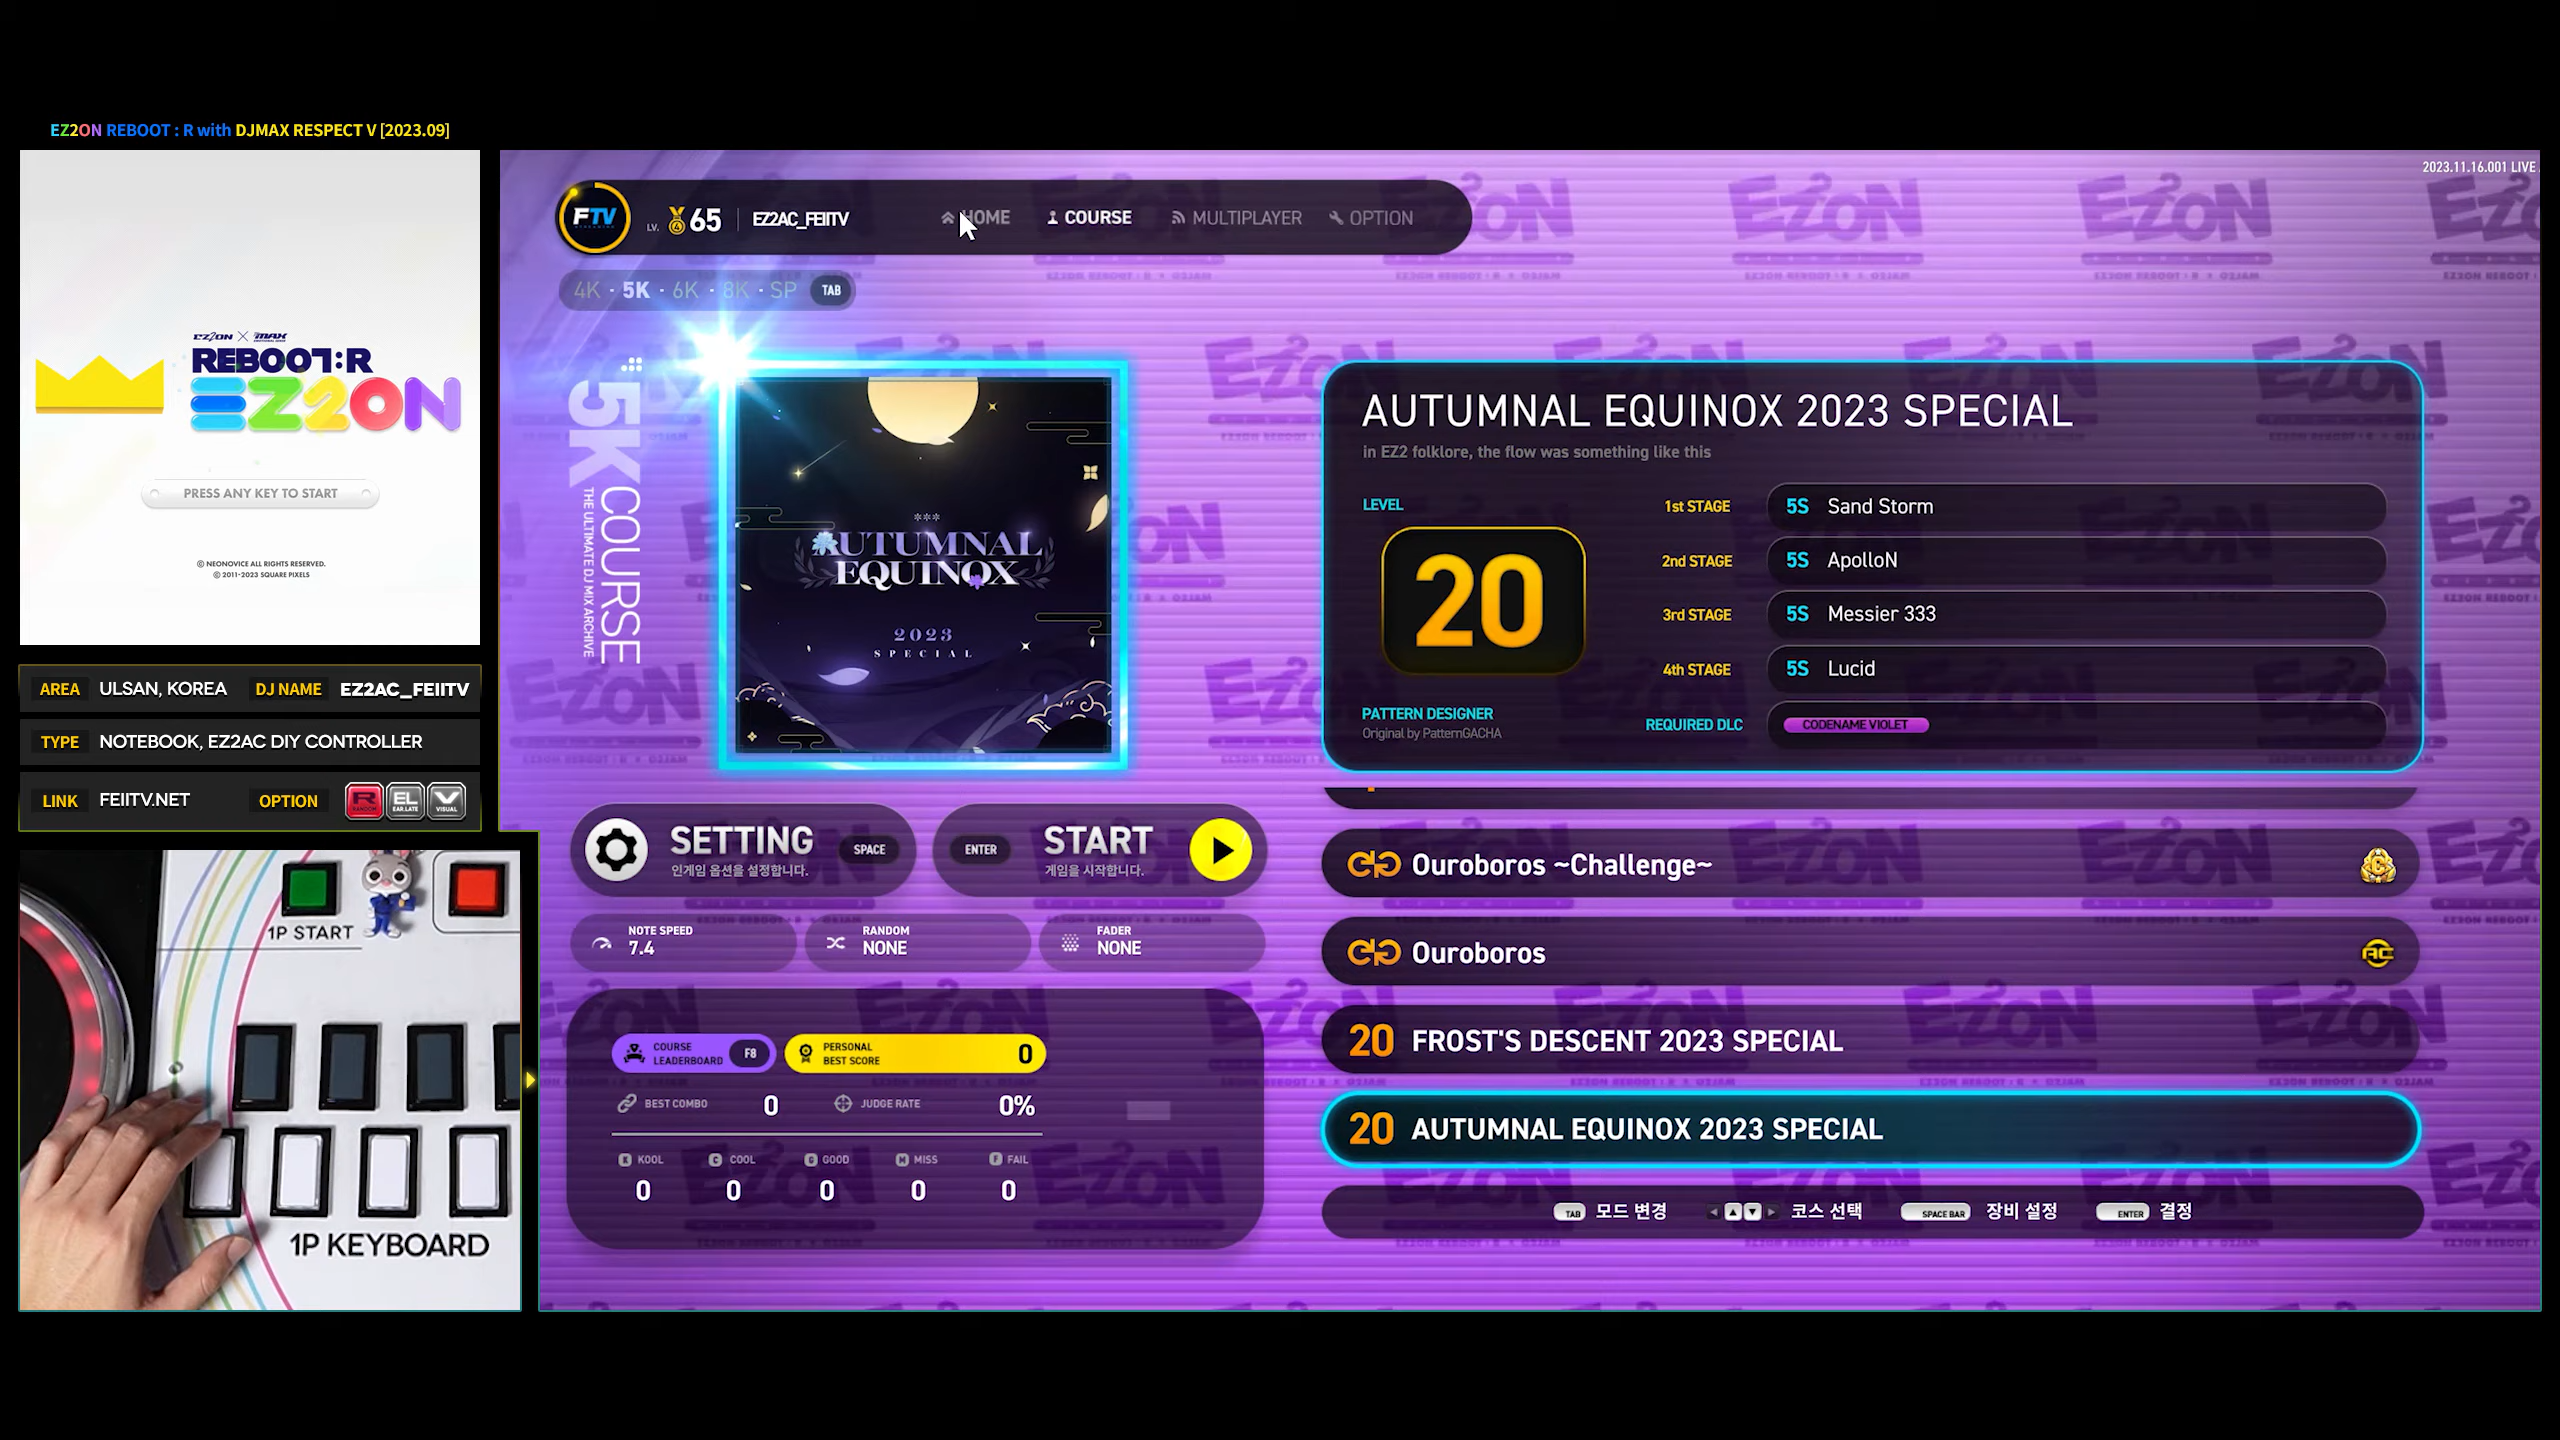 EZ2ON REBOOT : R with DJMAX RESPECT V [2023.09]
EZ2ON MAX
REBOOT:R
EZ2ON
PRESS ANY KEY TO START
© NEONOVICE ALL RIGHTS RESERVED.
© 2011-2023 SQUARE PIXELS
AREA ULSAN, KOREA DJ NAME EZ2AC_FEIITV
TYPE NOTEBOOK, EZ2AC DIY CONTROLLER
LINK FEIITV.NET OPTION R RANDOM EL EAR.LATE V VISUAL
1P START
1P KEYBOARD
2023.11.16.001 LIVE
FTV LV. 65 EZ2AC_FEIITV HOME COURSE MULTIPLAYER OPTION
4K · 5K · 6K · 8K · SP TAB
5K COURSE
THE ULTIMATE DJ MIX ARCHIVE
AUTUMNAL
EQUINOX
2023
SPECIAL
AUTUMNAL EQUINOX 2023 SPECIAL
in EZ2 folklore, the flow was something like this
LEVEL
20
1st STAGE 5S Sand Storm
2nd STAGE 5S ApolloN
3rd STAGE 5S Messier 333
4th STAGE 5S Lucid
PATTERN DESIGNER
Original by PatternGACHA
REQUIRED DLC CODENAME VIOLET
SETTING SPACE
인게임 옵션을 설정합니다.
ENTER START
게임을 시작합니다.
NOTE SPEED
7.4
RANDOM
NONE
FADER
NONE
COURSE
LEADERBOARD F8
PERSONAL
BEST SCORE 0
BEST COMBO 0 JUDGE RATE 0%
K KOOL C COOL G GOOD M MISS F FAIL
0 0 0 0 0
Ouroboros ~Challenge~ C
Ouroboros AC
20 FROST'S DESCENT 2023 SPECIAL
20 AUTUMNAL EQUINOX 2023 SPECIAL
TAB 모드 변경 코스 선택 SPACE BAR 장비 설정 ENTER 결정